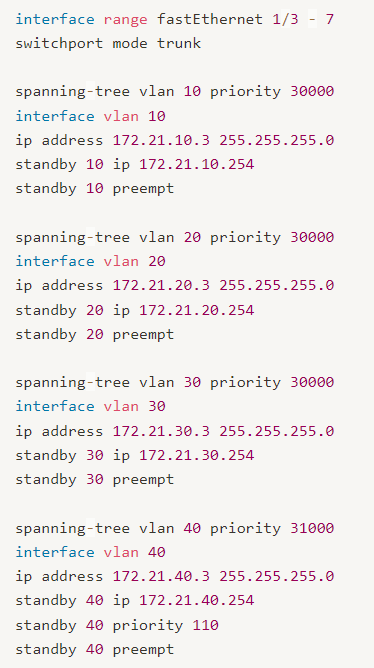 interface range fastEthernet 1/3 - 7
switchport mode trunk
spanning-tree vlan 10 priority 30000
interface vlan 10
ip address 172.21.10.3 255.255.255.0
standby 10 ip 172.21.10.254
standby 10 preempt
spanning-tree vlan 20 priority 30000
interface vlan 20
ip address 172.21.20.3 255.255.255.0
standby 20 ip 172.21.20.254
standby 20 preempt
spanning-tree vlan 30 priority 30000
interface vlan 30
ip address 172.21.30.3 255.255.255.0
standby 30 ip 172.21.30.254
standby 30 preempt
spanning-tree vlan 40 priority 31000
interface vlan 40
ip address 172.21.40.3 255.255.255.0
standby 40 ip 172.21.40.254
standby 40 priority 110
standby 40 preempt